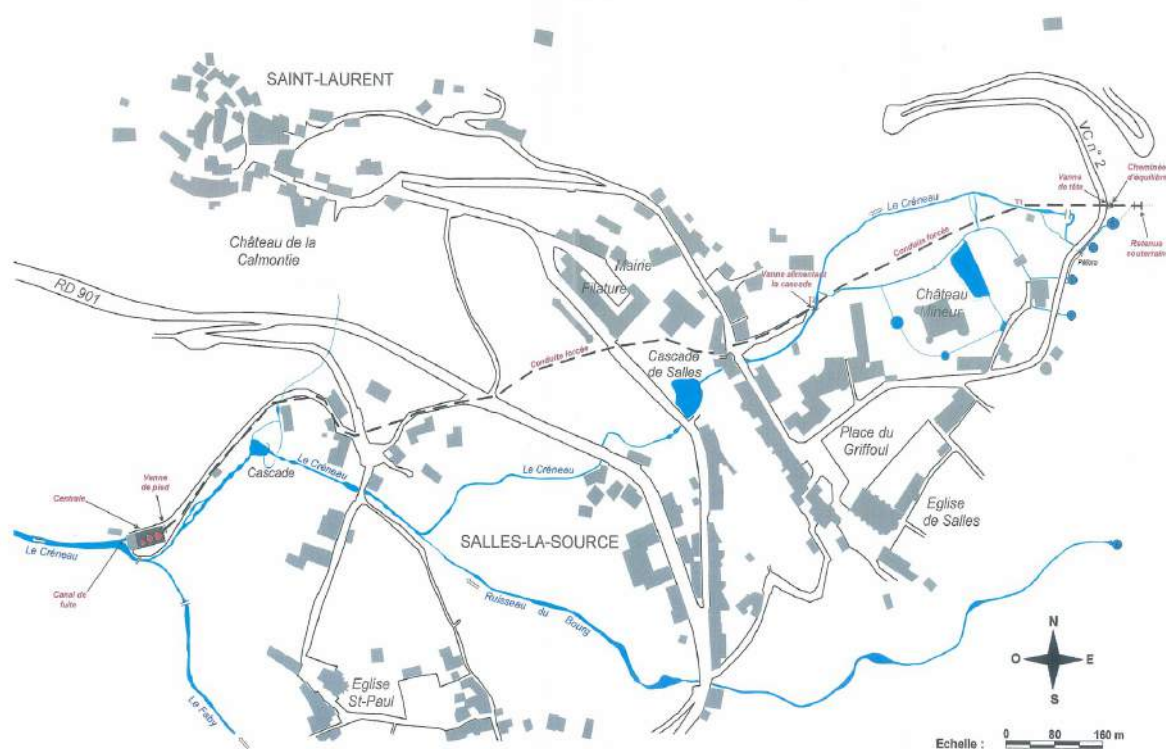 SAINT-LAURENT
VC n° 2
Cheminée
d'équilibre
Vanne
de tête
Le Créneau
Retenue
souterraine
Conduite forcée
Château de la
Calmontie
Mairie
Filature
Vanne alimentant
la cascade
Château
Mineur
RD 901
Conduite forcée
Cascade
de Salles
Place du
Griffoul
Le Créneau
Cascade
Le Créneau
Vanne
de pied
Centrale
Eglise
de Salles
SALLES-LA-SOURCE
Le Créneau
Canal de
fuite
Ruisseau du Bourg
N
O
E
S
Eglise
St-Paul
Le Faby
0 80 160 m
Echelle :